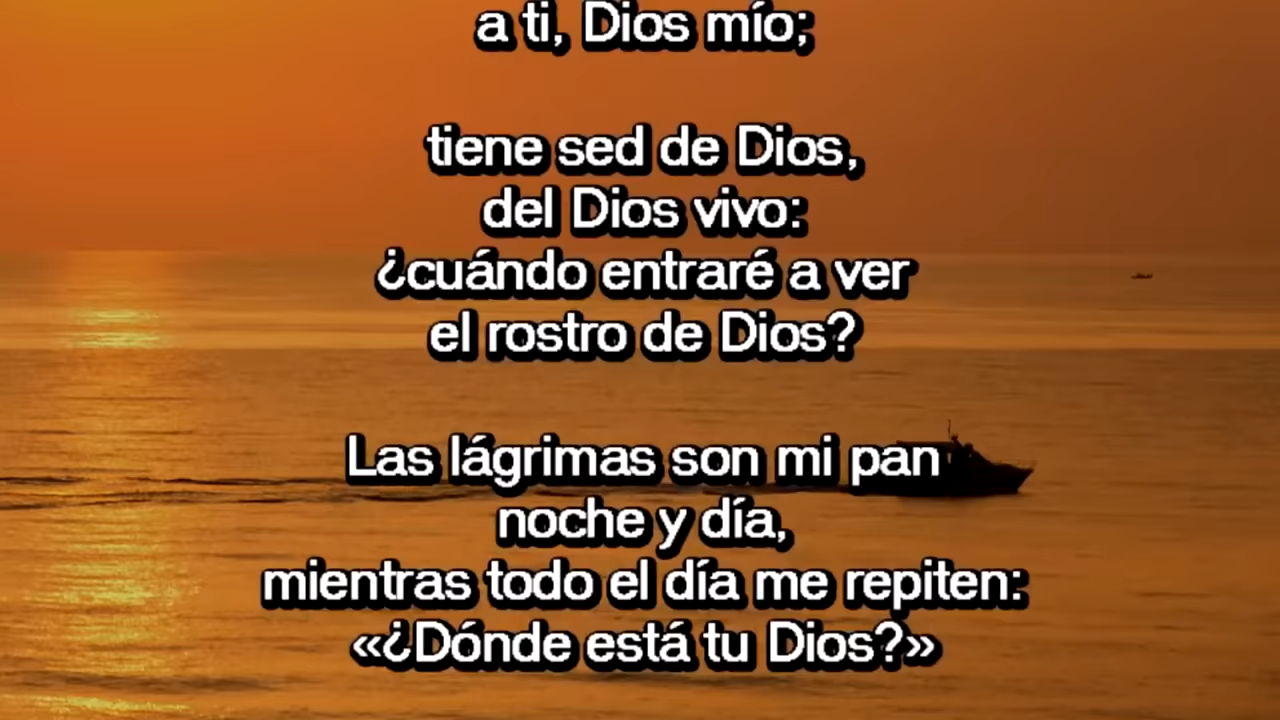 a ti, Dios mío;
tiene sed de Dios,
del Dios vivo:
¿cuándo entraré a ver
el rostro de Dios?
Las lágrimas son mi pan
noche y día,
mientras todo el día me repiten:
«¿Dónde está tu Dios?»